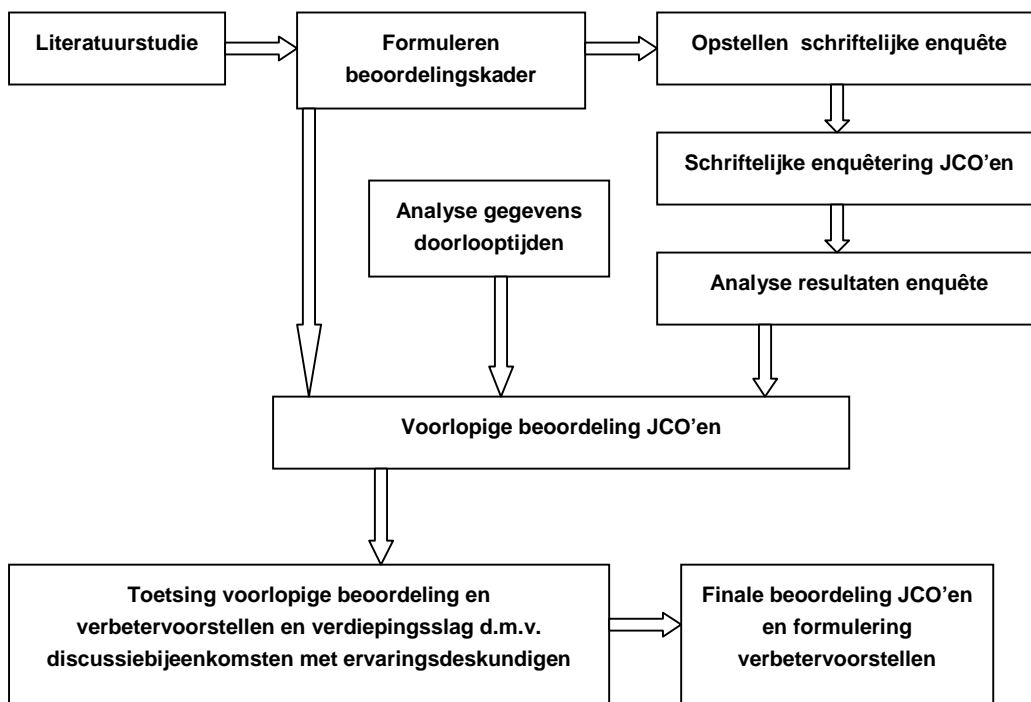 Literatuurstudie
Formuleren
beoordelingskader
Opstellen schriftelijke enquête
Schriftelijke enquêtering JCO’en
Analyse gegevens
doorlooptijden
Analyse resultaten enquête
Voorlopige beoordeling JCO’en
Toetsing voorlopige beoordeling en
verbetervoorstellen en verdiepingsslag d.m.v.
discussiebijeenkomsten met ervaringsdeskundigen
Finale beoordeling JCO’en
en formulering
verbetervoorstellen